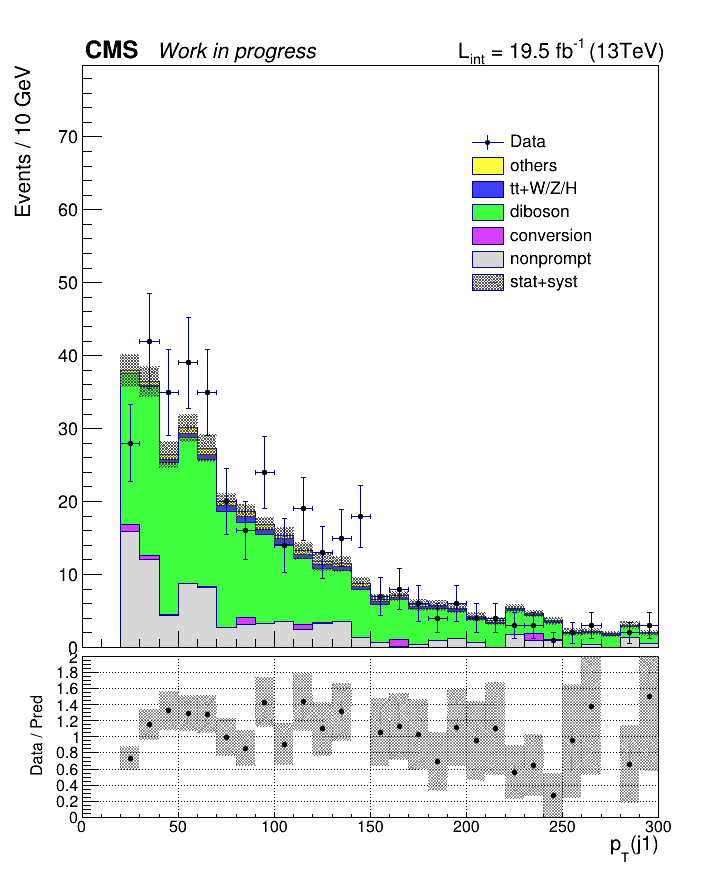 CMS Work in progress L_int = 19.5 fb^-1 (13TeV)
Events / 10 GeV
70
60
50
40
30
20
10
0
Data
others
tt+W/Z/H
diboson
conversion
nonprompt
stat+syst
Data / Pred
2
1.8
1.6
1.4
1.2
1
0.8
0.6
0.4
0.2
0
0 50 100 150 200 250 300
p_T(j1)